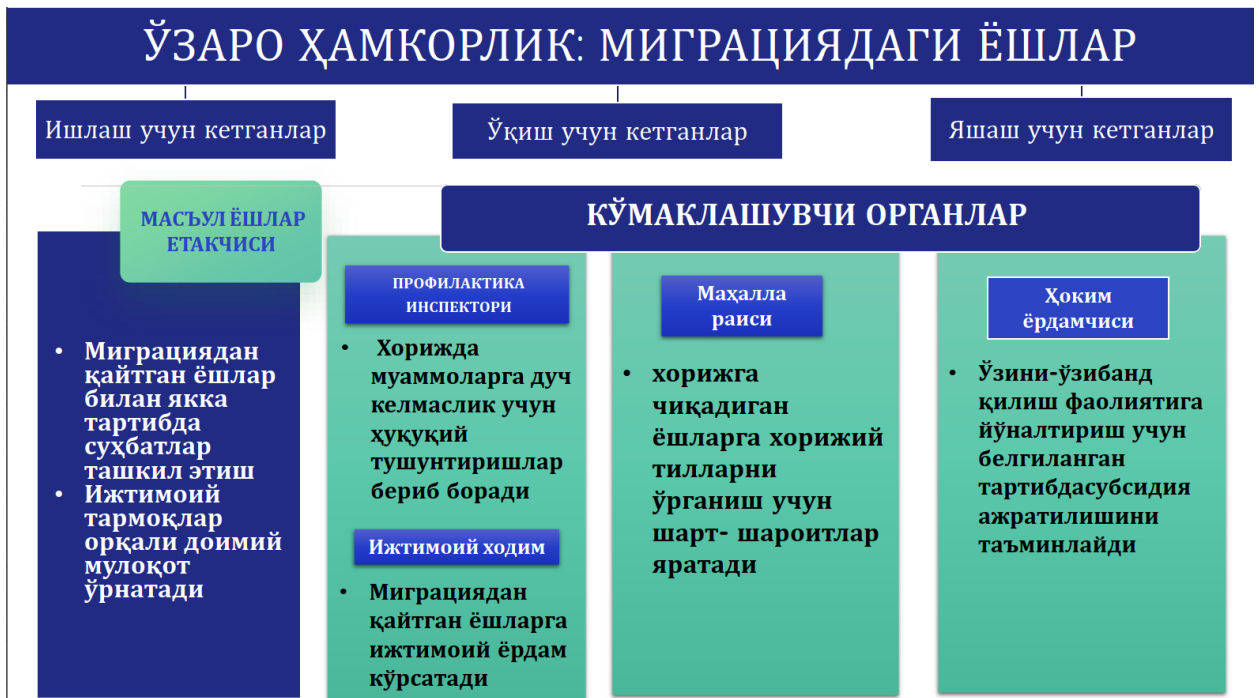 ЎЗАРО ҲАМКОРЛИК: МИГРАЦИЯДАГИ ЁШЛАР
Ишлаш учун кетганлар
Ўқиш учун кетганлар
Яшаш учун кетганлар
МАСЪУЛ ЁШЛАР
ЕТАКЧИСИ
• Миграциядан
қайтган ёшлар
билан якка
тартибда
суҳбатлар
ташкил этиш
• Ижтимоий
тармоқлар
орқали доимий
мулоқот
ўрнатади
КЎМАКЛАШУВЧИ ОРГАНЛАР
ПРОФИЛАКТИКА
ИНСПЕКТОРИ
• Хорижда
муаммоларга дуч
келмаслик учун
ҳуқуқий
тушунтиришлар
бериб боради
Ижтимоий ходим
• Миграциядан
қайтган ёшларга
ижтимоий ёрдам
кўрсатади
Маҳалла
раиси
• хорижга
чиқадиган
ёшларга хорижий
тилларни
ўрганиш учун
шарт- шароитлар
яратади
Ҳоким
ёрдамчиси
• Ўзини-ўзибанд
қилиш фаолиятига
йўналтириш учун
белгиланган
тартибдасубсидия
ажратилишини
таъминлайди